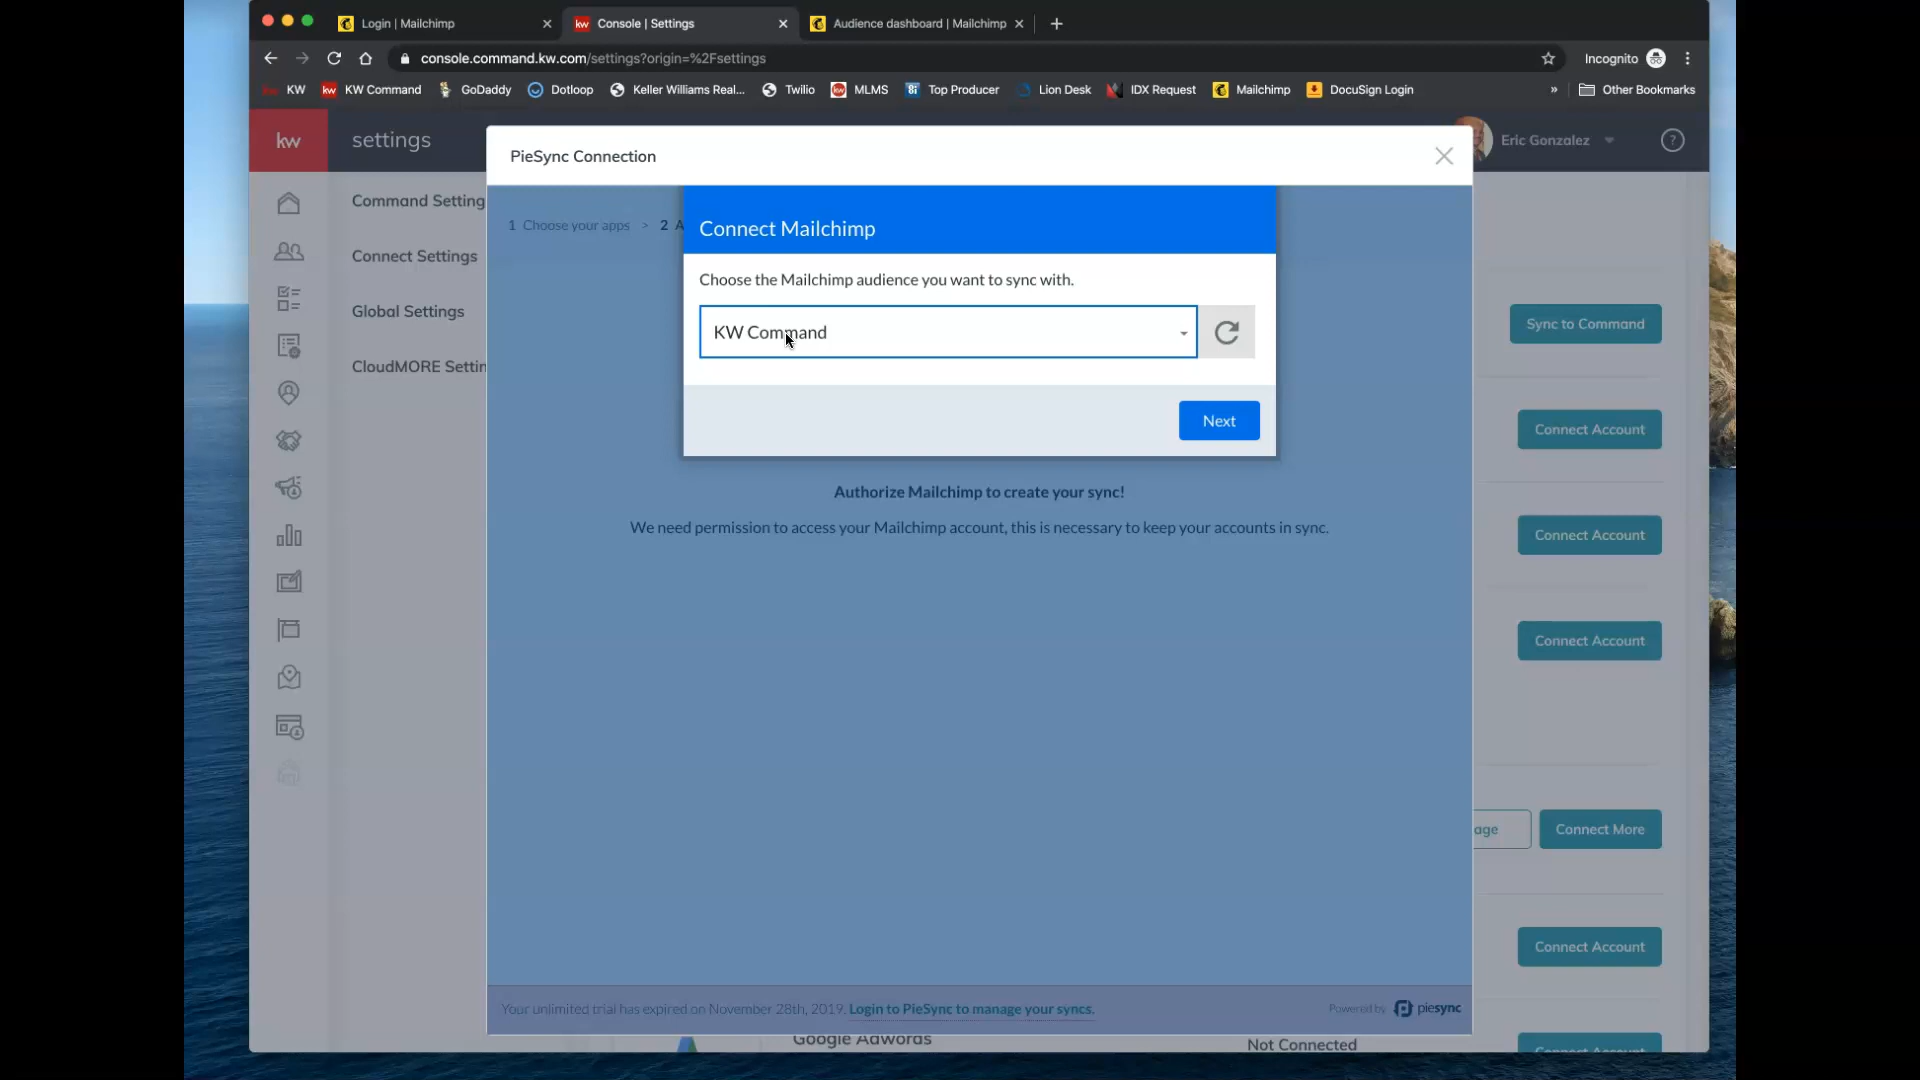 Login | Mailchimp
kw Console | Settings
Audience dashboard | Mailchimp
console.command.kw.com/settings?origin=%2Fsettings
Incognito
KW
kw KW Command
GoDaddy
Dotloop
Keller Williams Real...
Twilio
kw MLMS
8i Top Producer
Lion Desk
IDX Request
Mailchimp
DocuSign Login
»
Other Bookmarks
kw
settings
PieSync Connection
Eric Gonzalez
?
Command Setting
Connect Settings
Global Settings
CloudMORE Settin
1 Choose your apps > 2 A
Connect Mailchimp
Choose the Mailchimp audience you want to sync with.
KW Command
Next
Authorize Mailchimp to create your sync!
We need permission to access your Mailchimp account, this is necessary to keep your accounts in sync.
Sync to Command
Connect Account
Connect Account
Connect Account
age
Connect More
Connect Account
Your unlimited trial has expired on November 28th, 2019. Login to PieSync to manage your syncs.
Powered by piesync
Google Adwords
Not Connected
Connect Account